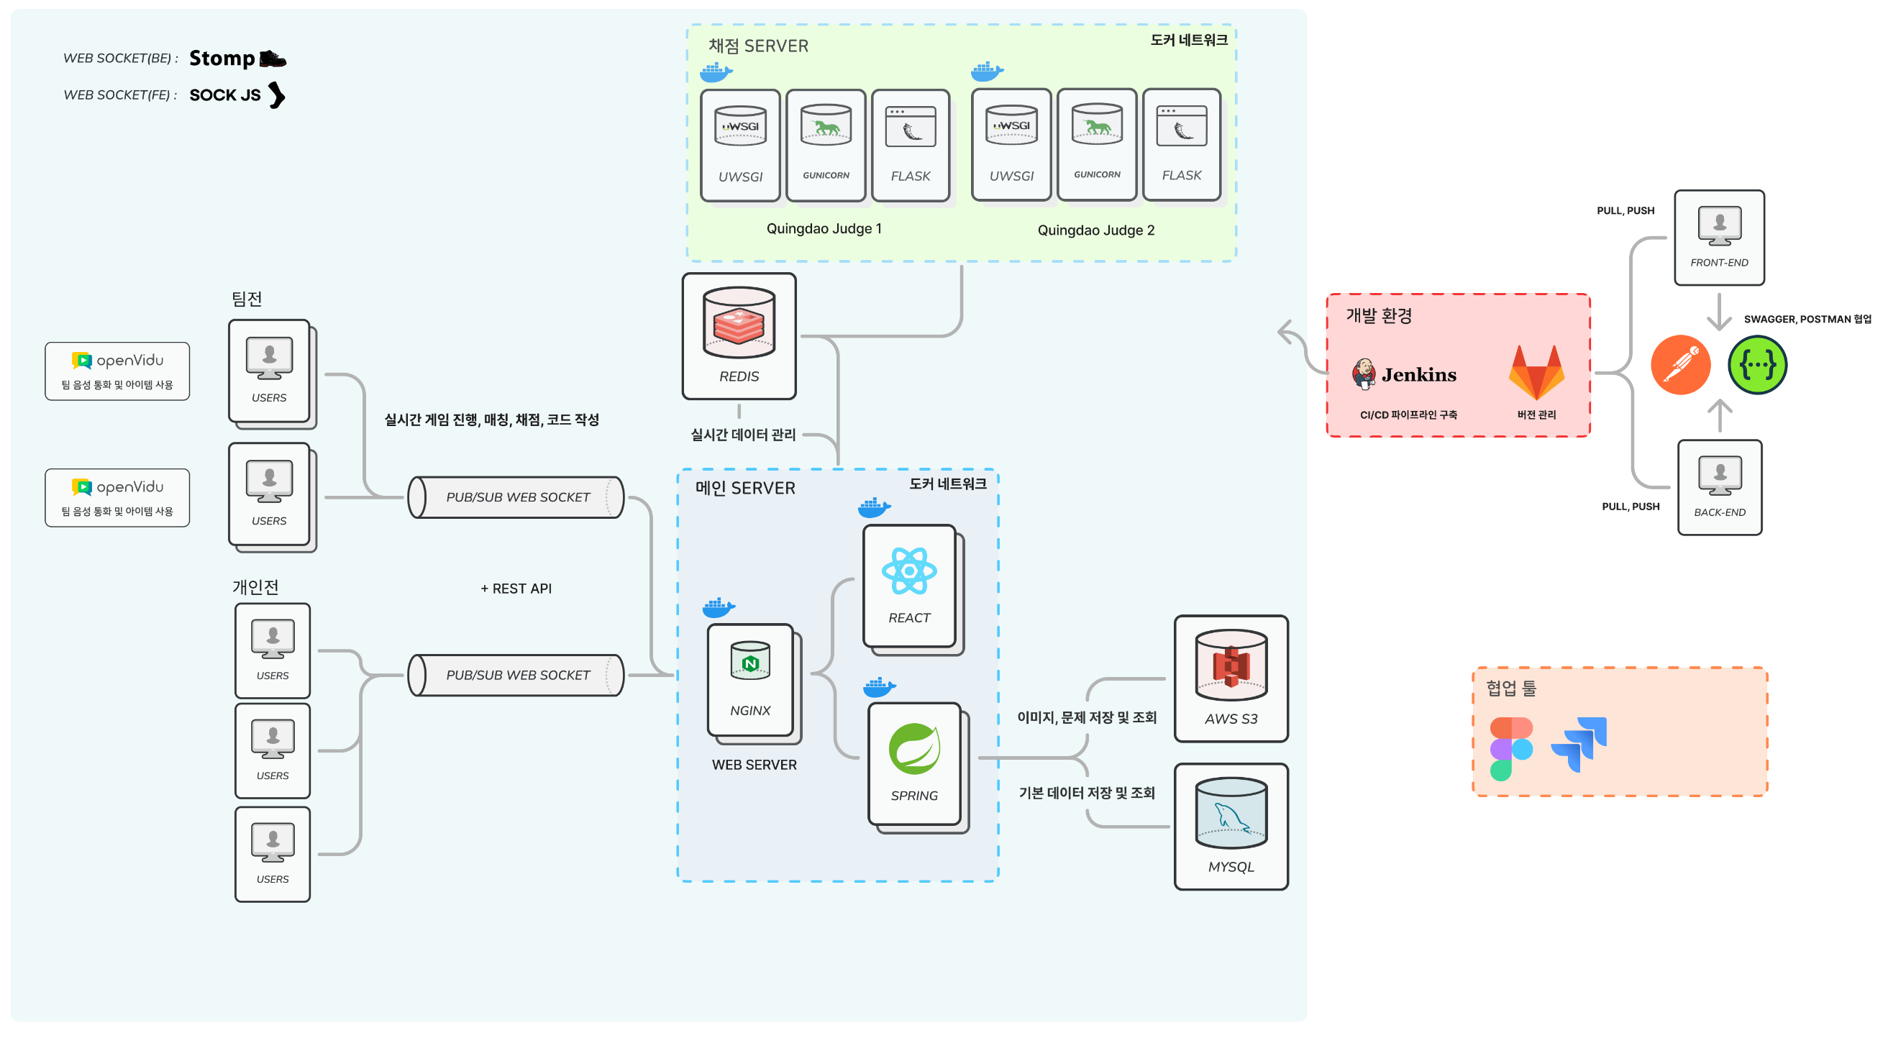 WEB SOCKET(BE) : Stomp
WEB SOCKET(FE) : SOCK JS
채점 SERVER
도커 네트워크
uWSGI
UWSGI
GUNICORN
FLASK
uWSGI
UWSGI
GUNICORN
FLASK
Quingdao Judge 1
Quingdao Judge 2
REDIS
실시간 데이터 관리
팀전
openVidu
팀 음성 통화 및 아이템 사용
USERS
openVidu
팀 음성 통화 및 아이템 사용
USERS
실시간 게임 진행, 매칭, 채점, 코드 작성
PUB/SUB WEB SOCKET
+ REST API
개인전
USERS
USERS
USERS
PUB/SUB WEB SOCKET
메인 SERVER
도커 네트워크
REACT
N
NGINX
WEB SERVER
SPRING
이미지, 문제 저장 및 조회
기본 데이터 저장 및 조회
AWS S3
MYSQL
개발 환경
Jenkins
CI/CD 파이프라인 구축
버전 관리
PULL, PUSH
FRONT-END
SWAGGER, POSTMAN 협업
{···}
PULL, PUSH
BACK-END
협업 툴